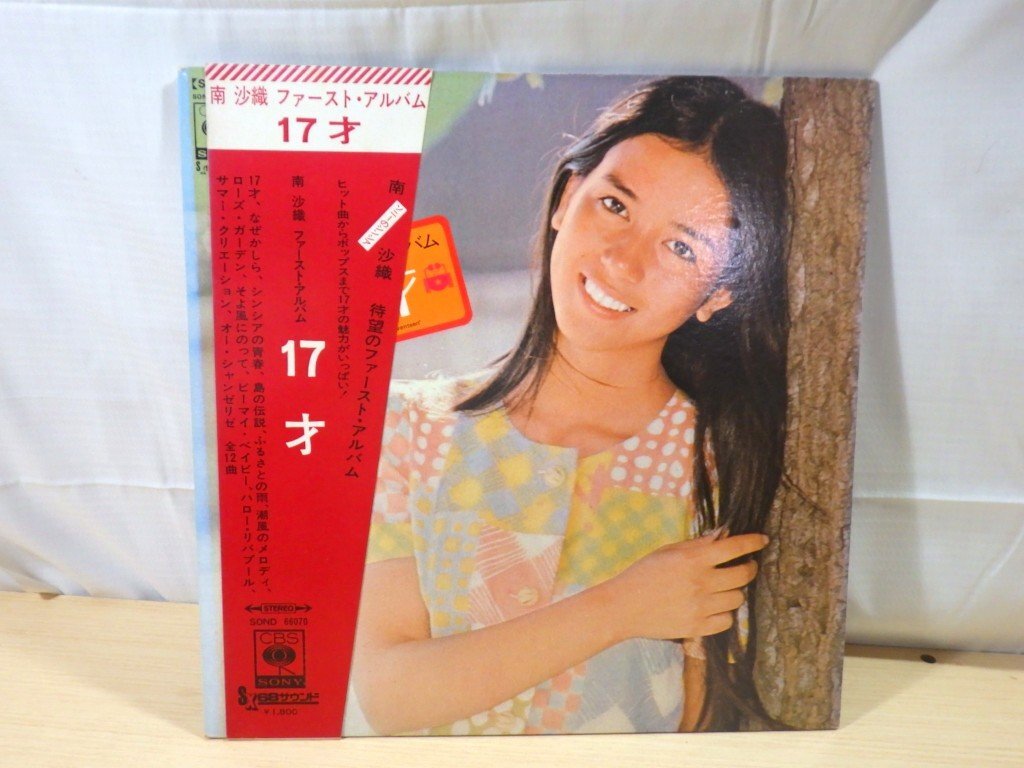 南 沙織 ファースト・アルバム
17才
南 沙織 待望のファースト・アルバム
ヒット曲からポップスまで17才の魅力がいっぱい!
南 沙織 ファースト・アルバム
17才
17才、なぜかしら、シンシアの青春、島の伝説、ふるさとの雨、潮風のメロディ、
ローズ・ガーデン、そよ風にのって、ビーマイ・ベイビー、ハロー・リバプール、
サマー・クリエーション、オー・シャンゼリゼ 全12曲
STEREO
SOND 66070
CBS
SONY
SX68サウンド
¥1,800
バム